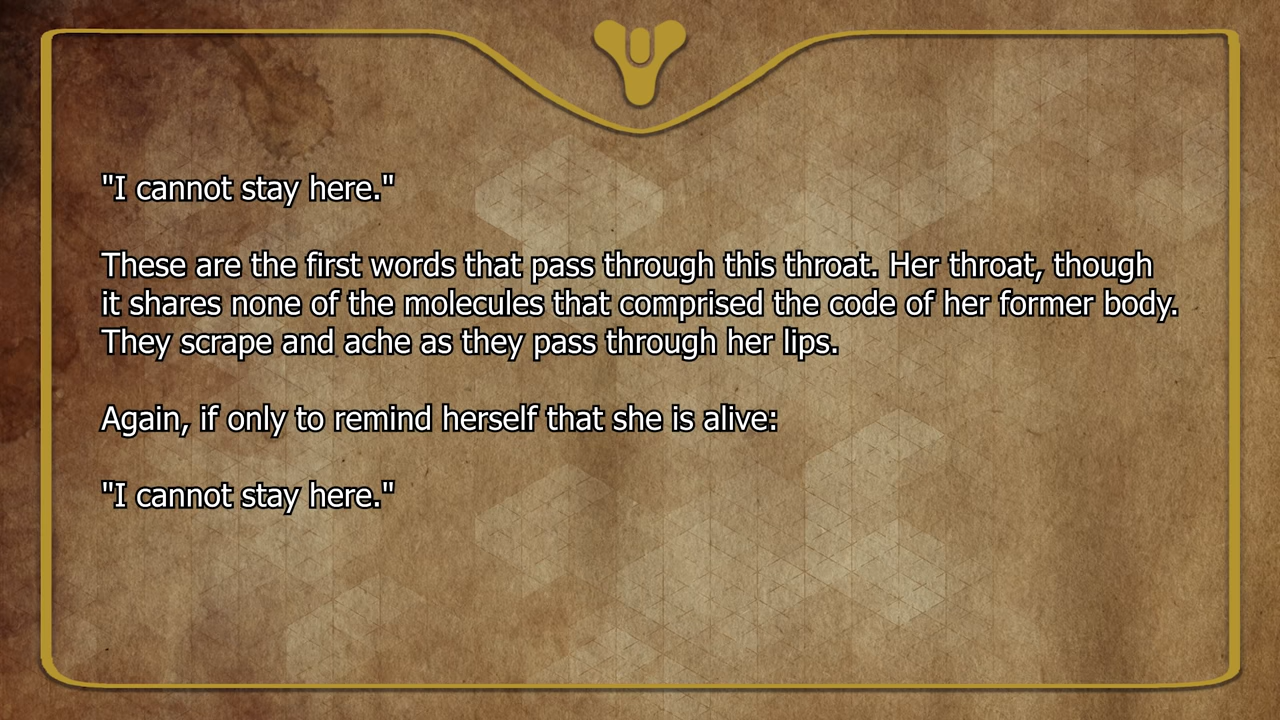 "I cannot stay here."
These are the first words that pass through this throat. Her throat, though
it shares none of the molecules that comprised the code of her former body.
They scrape and ache as they pass through her lips.
Again, if only to remind herself that she is alive:
"I cannot stay here."